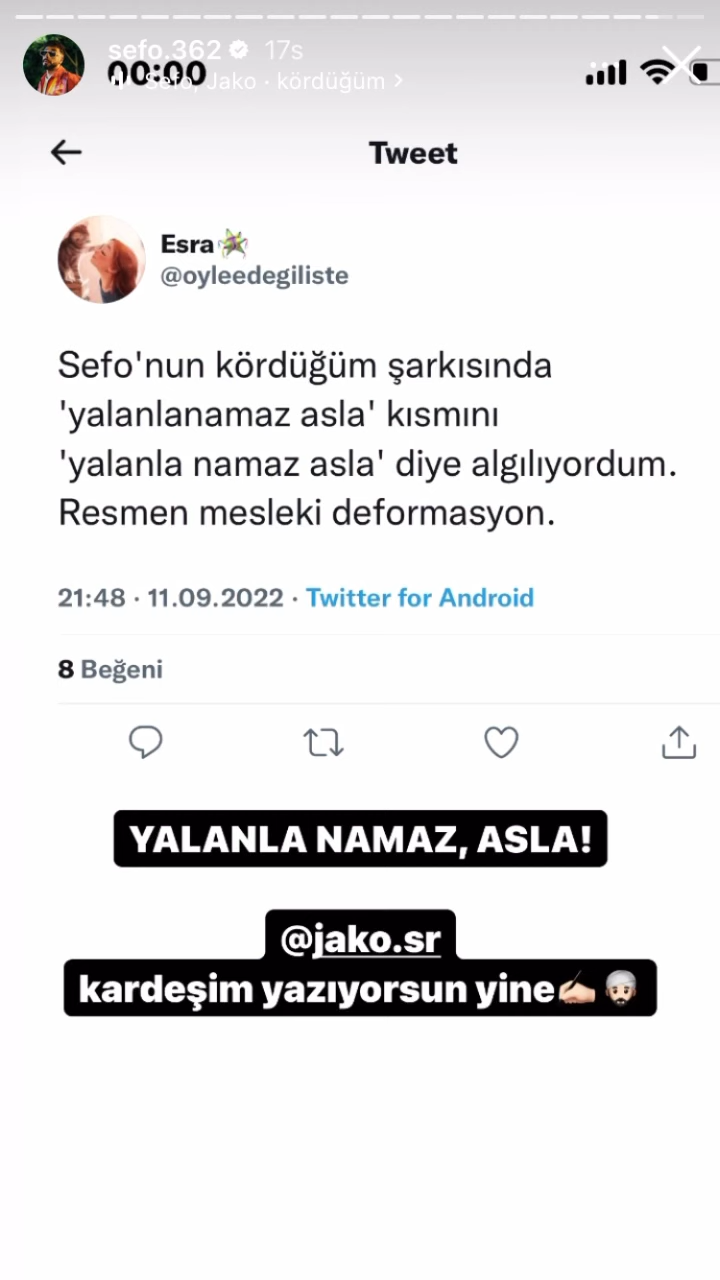 sefo.362 17s
00:00
Sefo, Jako · kördüğüm >
Tweet
Esra
@oyleedegiliste
Sefo'nun kördüğüm şarkısında
'yalanlanamaz asla' kısmını
'yalanla namaz asla' diye algılıyordum.
Resmen mesleki deformasyon.
21:48 · 11.09.2022 · Twitter for Android
8 Beğeni
YALANLA NAMAZ, ASLA!
@jako.sr
kardeşim yazıyorsun yine✍🏻👳🏻‍♂️